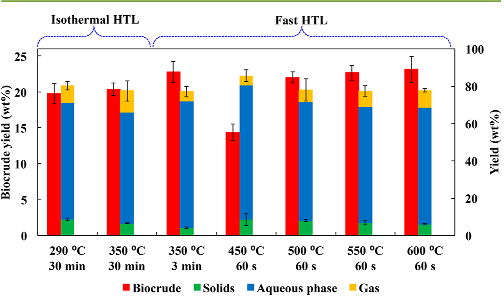 Isothermal HTL
Fast HTL
Biocrude yield (wt%)
25
20
15
10
5
0
100
80
60
40
20
0
Yield (wt%)
290 ºC
30 min
350 ºC
30 min
350 ºC
3 min
450 ºC
60 s
500 ºC
60 s
550 ºC
60 s
600 ºC
60 s
Biocrude
Solids
Aqueous phase
Gas